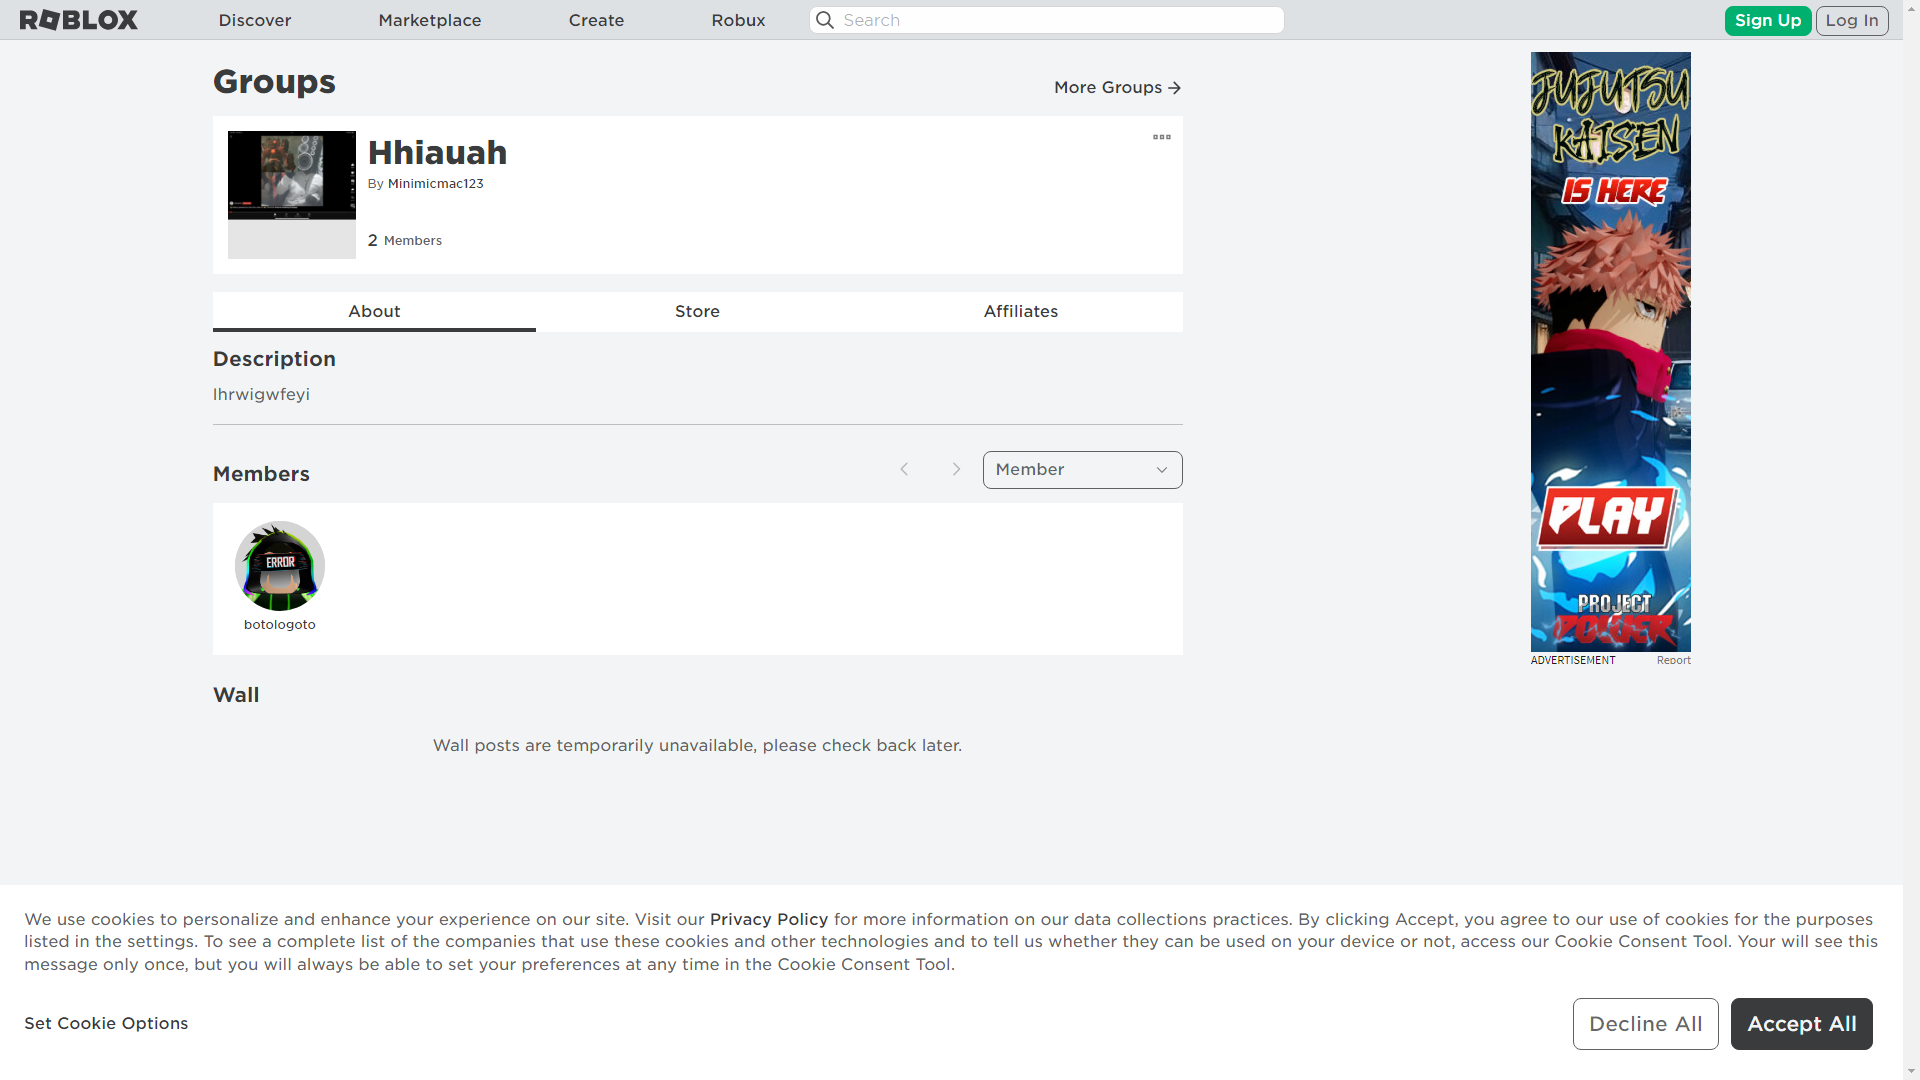 ROBLOX
Discover
Marketplace
Create
Robux
Search
Sign Up
Log In
Groups
More Groups
Hhiauah
By Minimicmac123
2 Members
About
Store
Affiliates
Description
Ihrwigwfeyi
Members
Member
ERROR
botologoto
Wall
Wall posts are temporarily unavailable, please check back later.
JUJUTSU
KAISEN
IS HERE
PLAY
PROJECT
POWER
ADVERTISEMENT
Report
We use cookies to personalize and enhance your experience on our site. Visit our Privacy Policy for more information on our data collections practices. By clicking Accept, you agree to our use of cookies for the purposes
listed in the settings. To see a complete list of the companies that use these cookies and other technologies and to tell us whether they can be used on your device or not, access our Cookie Consent Tool. Your will see this
message only once, but you will always be able to set your preferences at any time in the Cookie Consent Tool.
Set Cookie Options
Decline All
Accept All